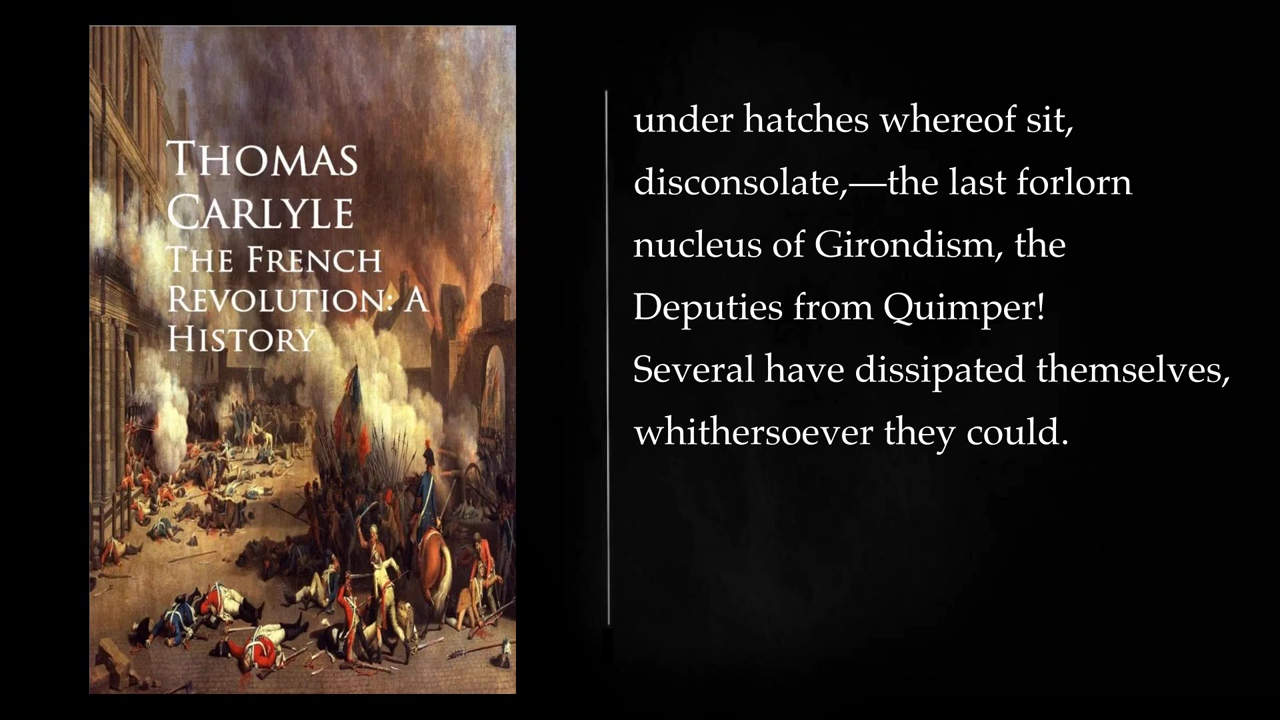 THOMAS
CARLYLE
THE FRENCH
REVOLUTION: A
HISTORY
under hatches whereof sit,
disconsolate,—the last forlorn
nucleus of Girondism, the
Deputies from Quimper!
Several have dissipated themselves,
whithersoever they could.